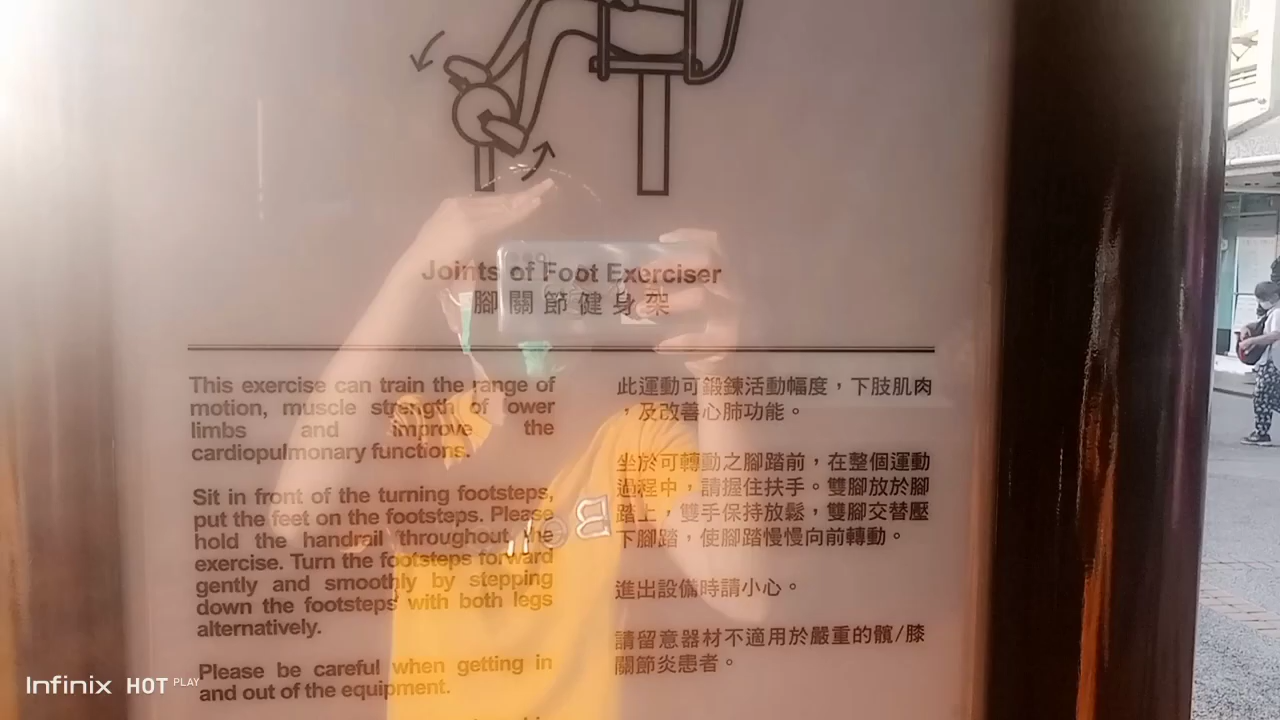 Joints of Foot Exerciser
腳關節健身架
This exercise can train the range of
motion, muscle strength of ower
limbs and improve the
cardiopulmonary functions.
Sit in front of the turning footsteps,
put the feet on the footsteps. Please
hold the handrail throughout the
exercise. Turn the footsteps forward
gently and smoothly by stepping
down the footsteps with both legs
alternatively.
Please be careful when getting in
and out of the equipment.
此運動可鍛鍊活動幅度，下肢肌肉
，及改善心肺功能。
坐於可轉動之腳踏前，在整個運動
過程中，請握住扶手。雙腳放於腳
踏上，雙手保持放鬆，雙腳交替壓
下腳踏，使腳踏慢慢向前轉動。
進出設備時請小心。
請留意器材不適用於嚴重的髖/膝
關節炎患者。
Infinix HOT PLAY